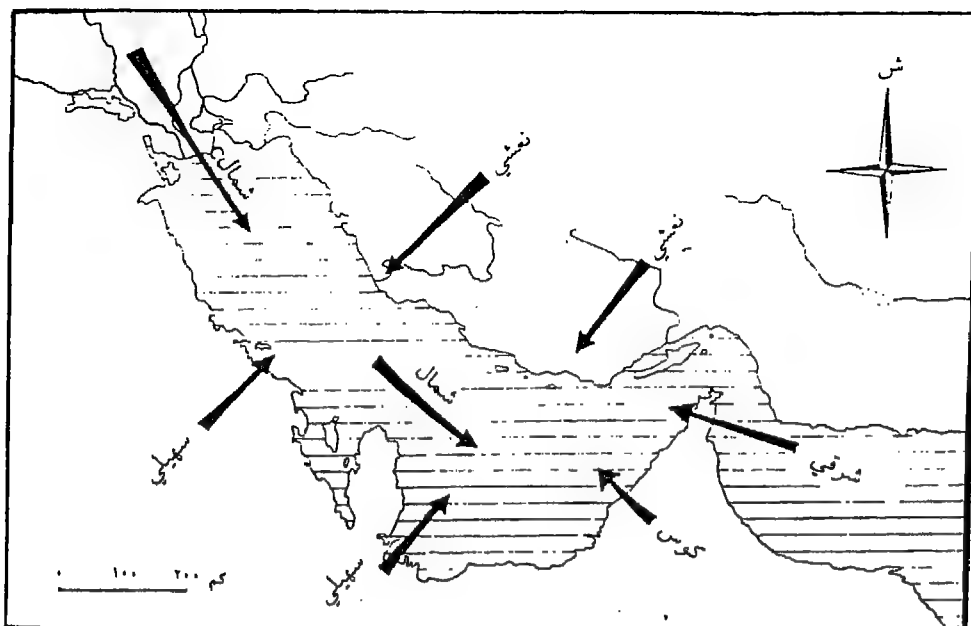 ش
شمال
نعشي
نعشي
شمال
سهيلي
شرقي
كوس
سهيلي
٠ ١٠٠ ٢٠٠ كم